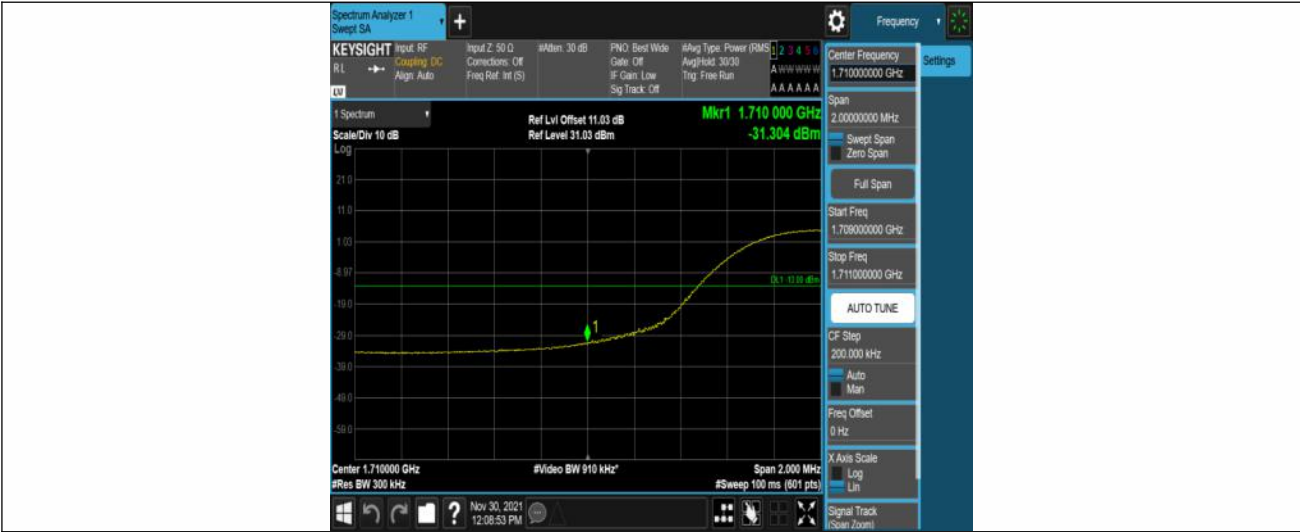 Spectrum Analyzer 1
Swept SA
+
Frequency
KEYSIGHT
RL
Input: RF
Coupling: DC
Align: Auto
Input Z: 50 Ω
Corrections: Off
Freq Ref: Int (S)
#Atten: 30 dB
PNO: Best Wide
Gate: Off
IF Gain: Low
Sig Track: Off
#Avg Type: Power (RMS
Avg|Hold: 30/30
Trig: Free Run
1 2 3 4 5 6
A W W W W W
A A A A A A
Center Frequency
1.710000000 GHz
Settings
Span
2.00000000 MHz
Swept Span
Zero Span
Full Span
Start Freq
1.709000000 GHz
Stop Freq
1.711000000 GHz
AUTO TUNE
CF Step
200.000 kHz
Auto
Man
Freq Offset
0 Hz
X Axis Scale
Log
Lin
Signal Track
(Span Zoom)
1 Spectrum
Scale/Div 10 dB
Log
Ref Lvl Offset 11.03 dB
Ref Level 31.03 dBm
Mkr1 1.710 000 GHz
-31.304 dBm
21.0
11.0
1.03
-8.97
DL1 -13.00 dBm
-19.0
1
-29.0
-39.0
-49.0
-59.0
Center 1.710000 GHz
#Res BW 300 kHz
#Video BW 910 kHz*
Span 2.000 MHz
#Sweep 100 ms (601 pts)
?
Nov 30, 2021
12:08:53 PM